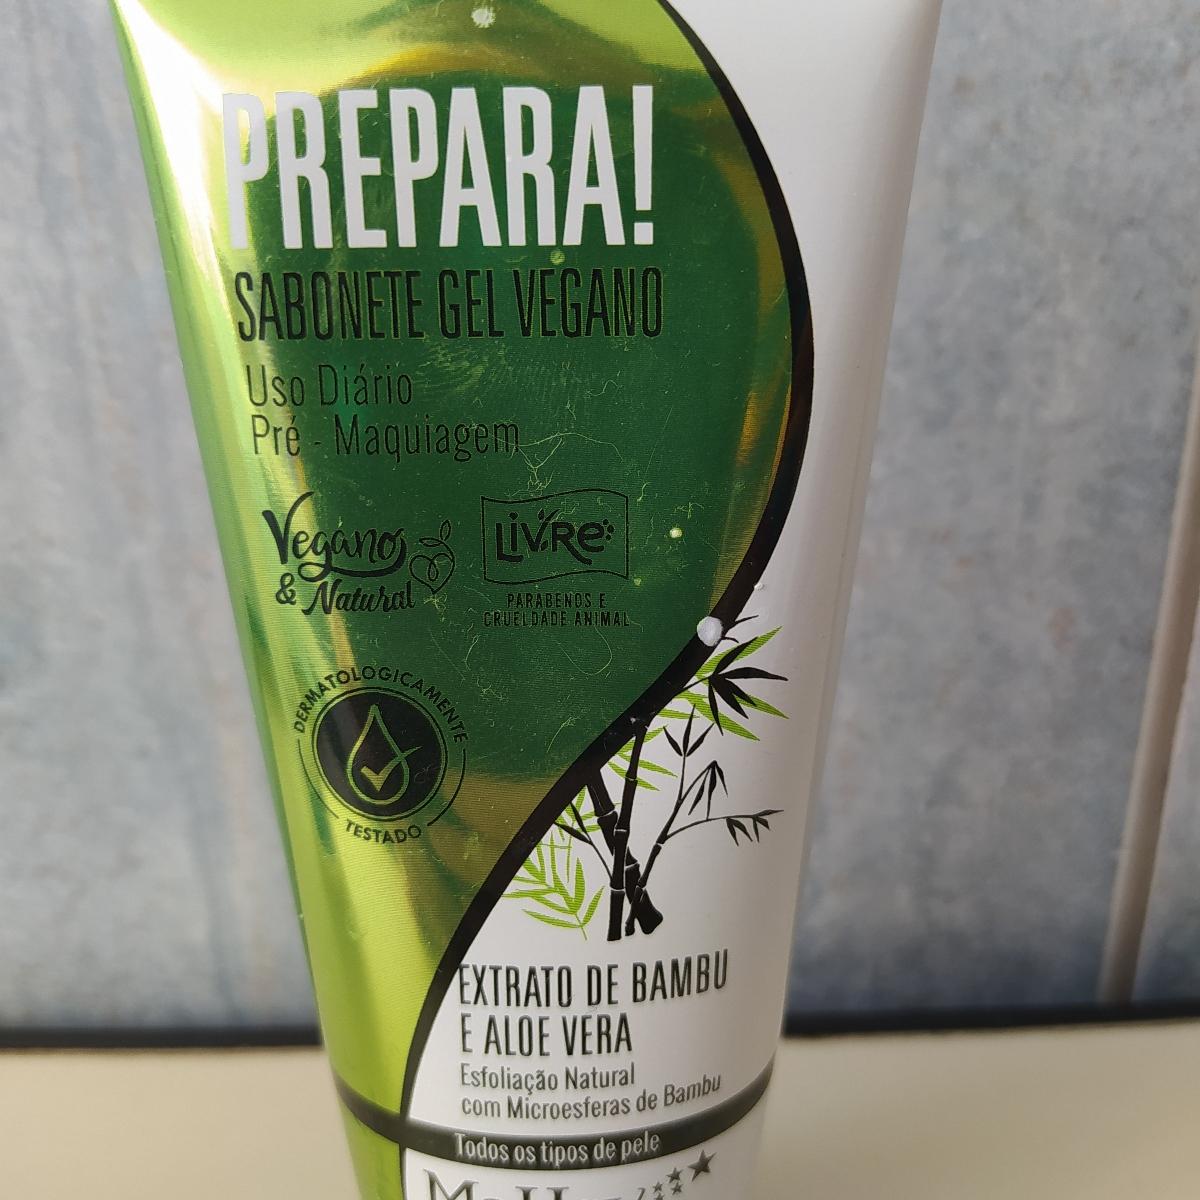 PREPARA!
SABONETE GEL VEGANO
Uso Diário
Pré - Maquiagem
Vegano
& Natural
LiVRe
PARABENOS E
CRUELDADE ANIMAL
DERMATOLOGICAMENTE
TESTADO
EXTRATO DE BAMBU
E ALOE VERA
Esfoliação Natural
com Microesferas de Bambu
Todos os tipos de pele